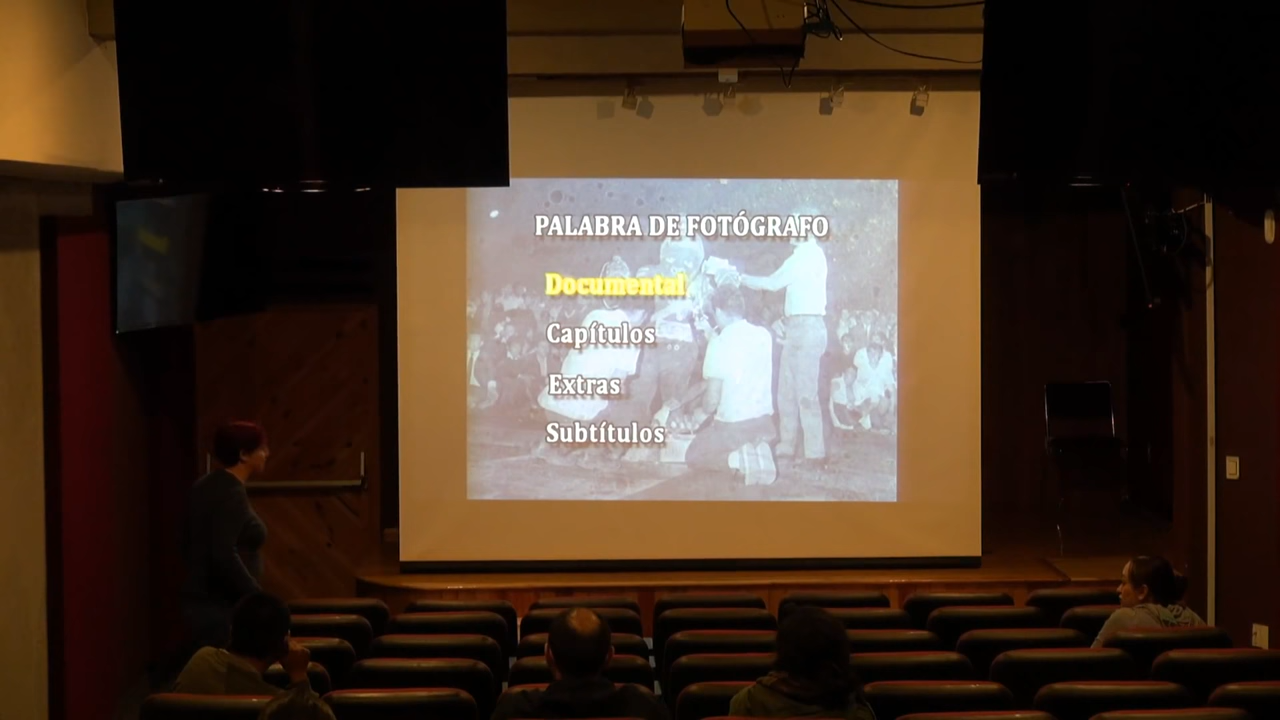 PALABRA DE FOTÓGRAFO
Documental
Capítulos
Extras
Subtítulos